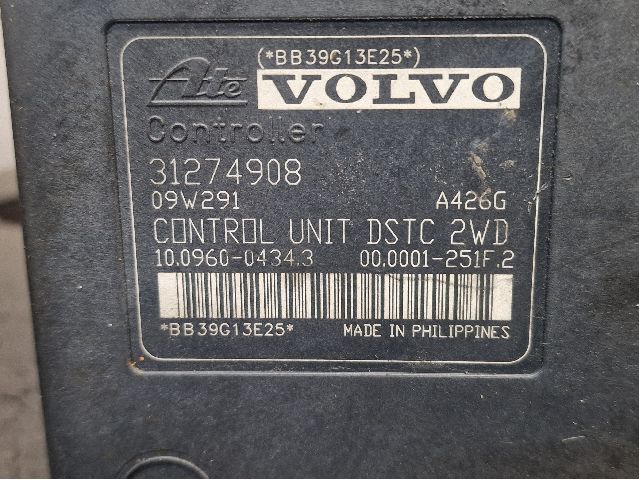 (*BB39G13E25*)
Ate VOLVO
Controller
31274908
09W291 A426G
CONTROL UNIT DSTC 2WD
10.0960-0434.3 00.0001-251F.2
*BB39G13E25* MADE IN PHILIPPINES